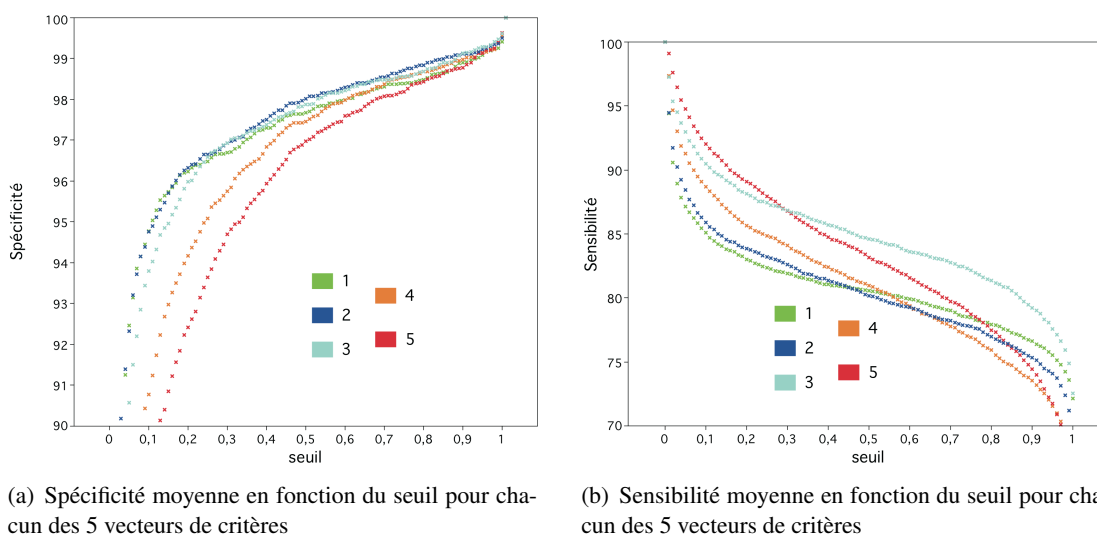 100
99
98
97
96
95
94
93
92
91
90
Spécificité
0 0,1 0,2 0,3 0,4 0,5 0,6 0,7 0,8 0,9 1
seuil
1
2
3
4
5
(a) Spécificité moyenne en fonction du seuil pour cha-
cun des 5 vecteurs de critères
100
95
90
85
80
75
70
Sensibilité
0 0,1 0,2 0,3 0,4 0,5 0,6 0,7 0,8 0,9 1
seuil
1
2
3
4
5
(b) Sensibilité moyenne en fonction du seuil pour cha
cun des 5 vecteurs de critères